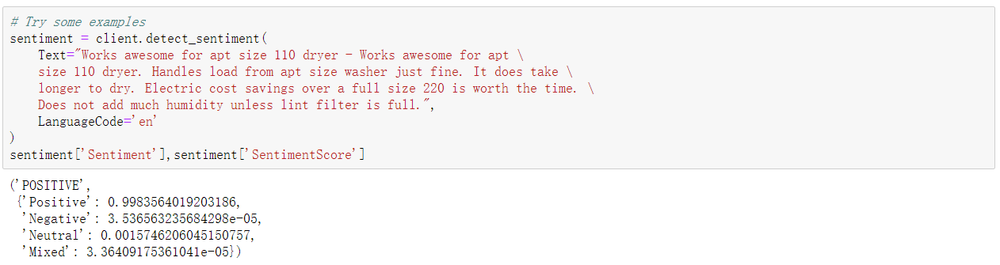 # Try some examples
sentiment = client.detect_sentiment(
    Text="Works awesome for apt size 110 dryer - Works awesome for apt \
    size 110 dryer. Handles load from apt size washer just fine. It does take \
    longer to dry. Electric cost savings over a full size 220 is worth the time. \
    Does not add much humidity unless lint filter is full.",
    LanguageCode='en'
)
sentiment['Sentiment'],sentiment['SentimentScore']
('POSITIVE',
 {'Positive': 0.9983564019203186,
  'Negative': 3.536563235684298e-05,
  'Neutral': 0.0015746206045150757,
  'Mixed': 3.36409175361041e-05})